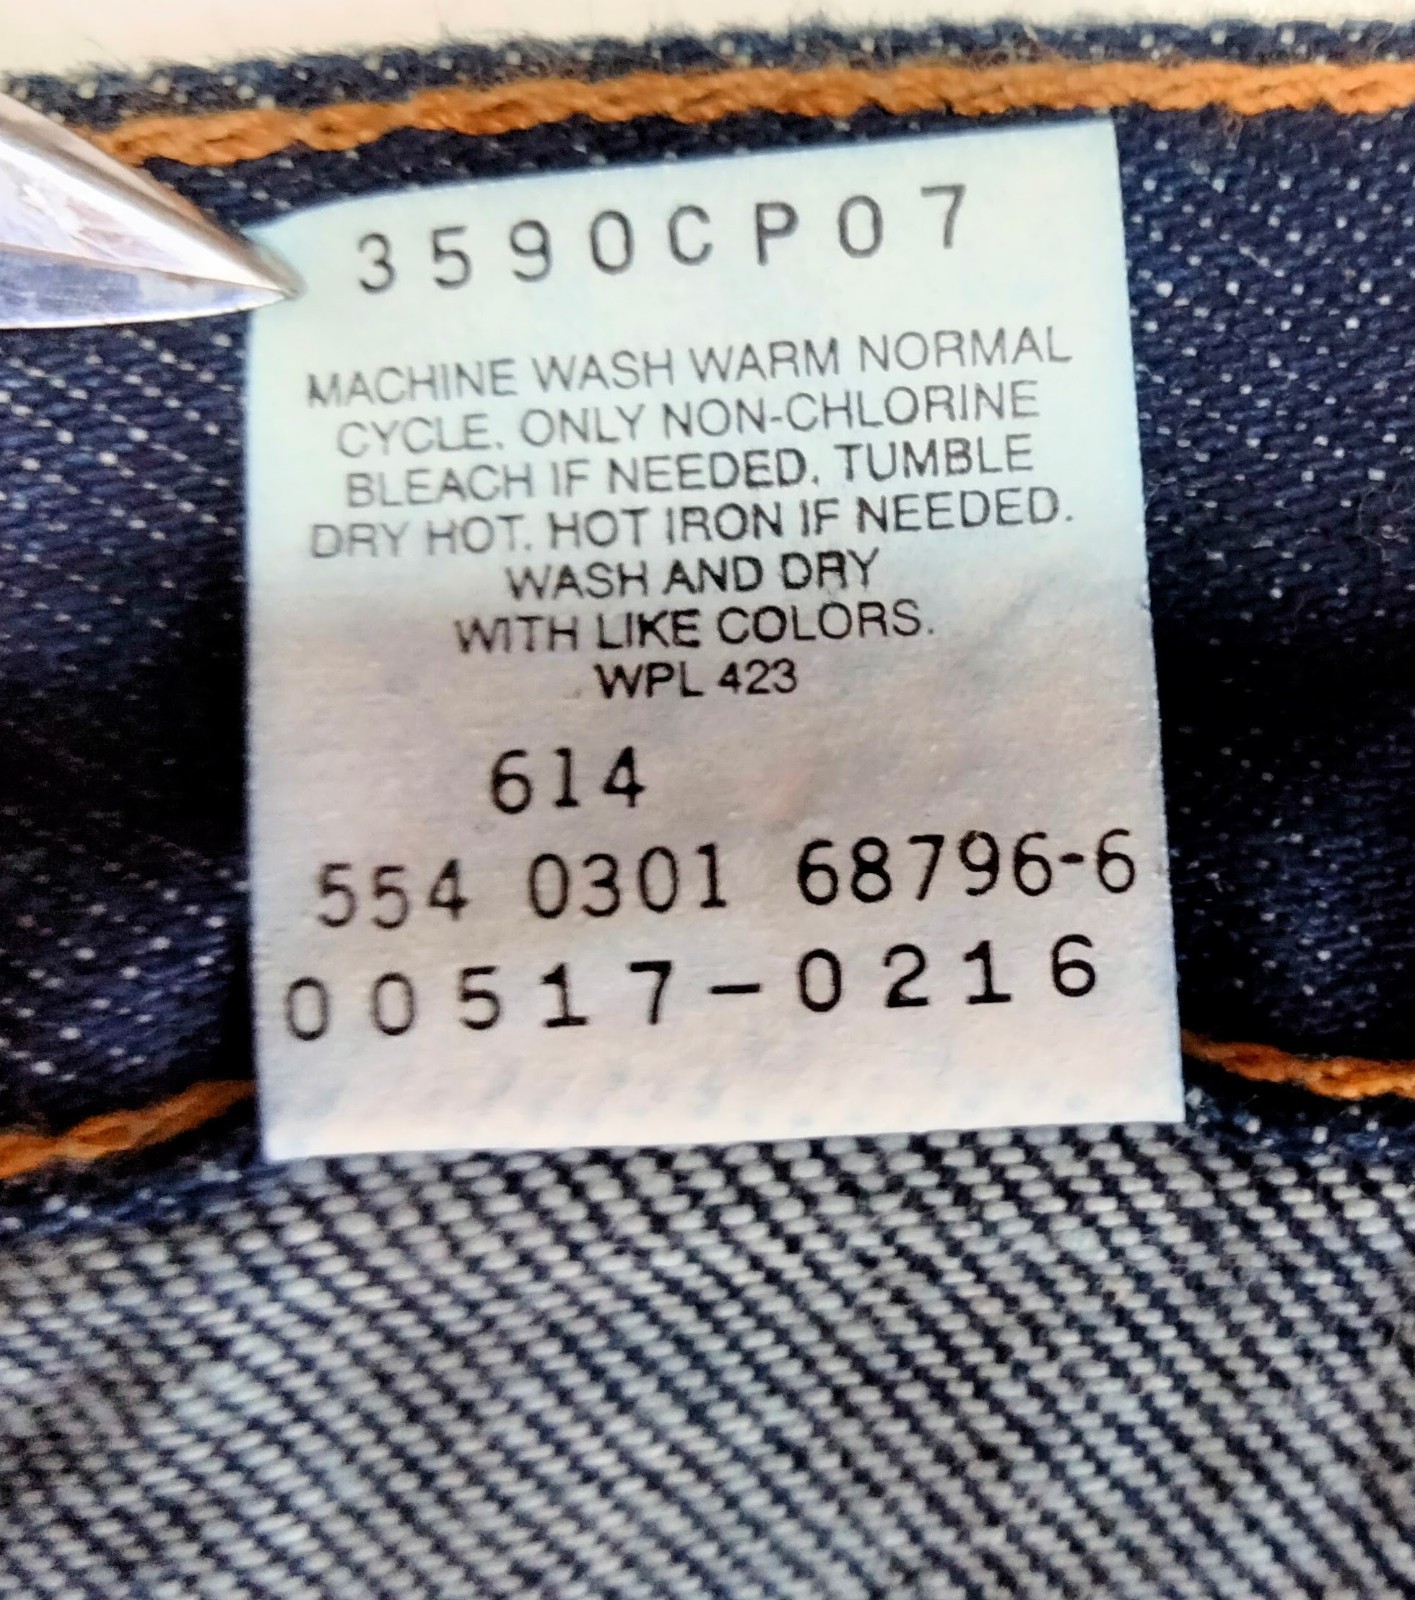 3590CP07
MACHINE WASH WARM NORMAL
CYCLE. ONLY NON-CHLORINE
BLEACH IF NEEDED. TUMBLE
DRY HOT. HOT IRON IF NEEDED.
WASH AND DRY
WITH LIKE COLORS.
WPL 423
614
554 0301 68796-6
00517-0216